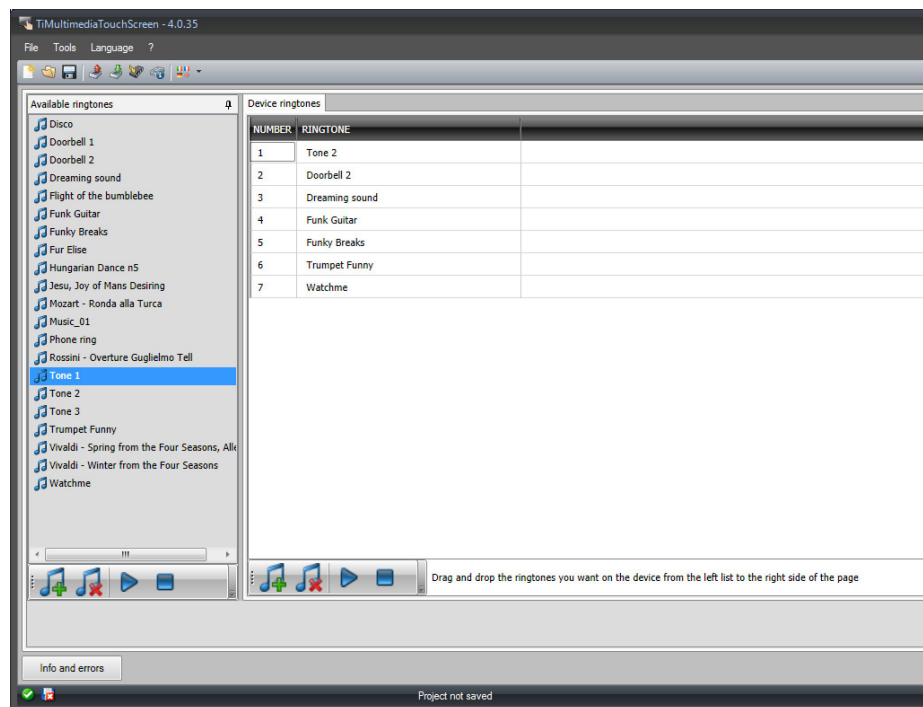 TiMultimediaTouchScreen - 4.0.35
File Tools Language ?
Available ringtones
Disco
Doorbell 1
Doorbell 2
Dreaming sound
Flight of the bumblebee
Funk Guitar
Funky Breaks
Fur Elise
Hungarian Dance n5
Jesu, Joy of Mans Desiring
Mozart - Ronda alla Turca
Music_01
Phone ring
Rossini - Overture Guglielmo Tell
Tone 1
Tone 2
Tone 3
Trumpet Funny
Vivaldi - Spring from the Four Seasons, Alle
Vivaldi - Winter from the Four Seasons
Watchme
Device ringtones
NUMBER RINGTONE
1 Tone 2
2 Doorbell 2
3 Dreaming sound
4 Funk Guitar
5 Funky Breaks
6 Trumpet Funny
7 Watchme
Drag and drop the ringtones you want on the device from the left list to the right side of the page
Info and errors
Project not saved